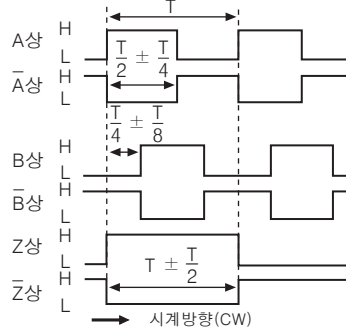 T
A상 H
L
A̅상 H
L
T/2 ± T/4
T/4 ± T/8
B상 H
L
B̅상 H
L
Z상 H
L
Z̅상 H
L
T ± T/2
시계방향(CW)